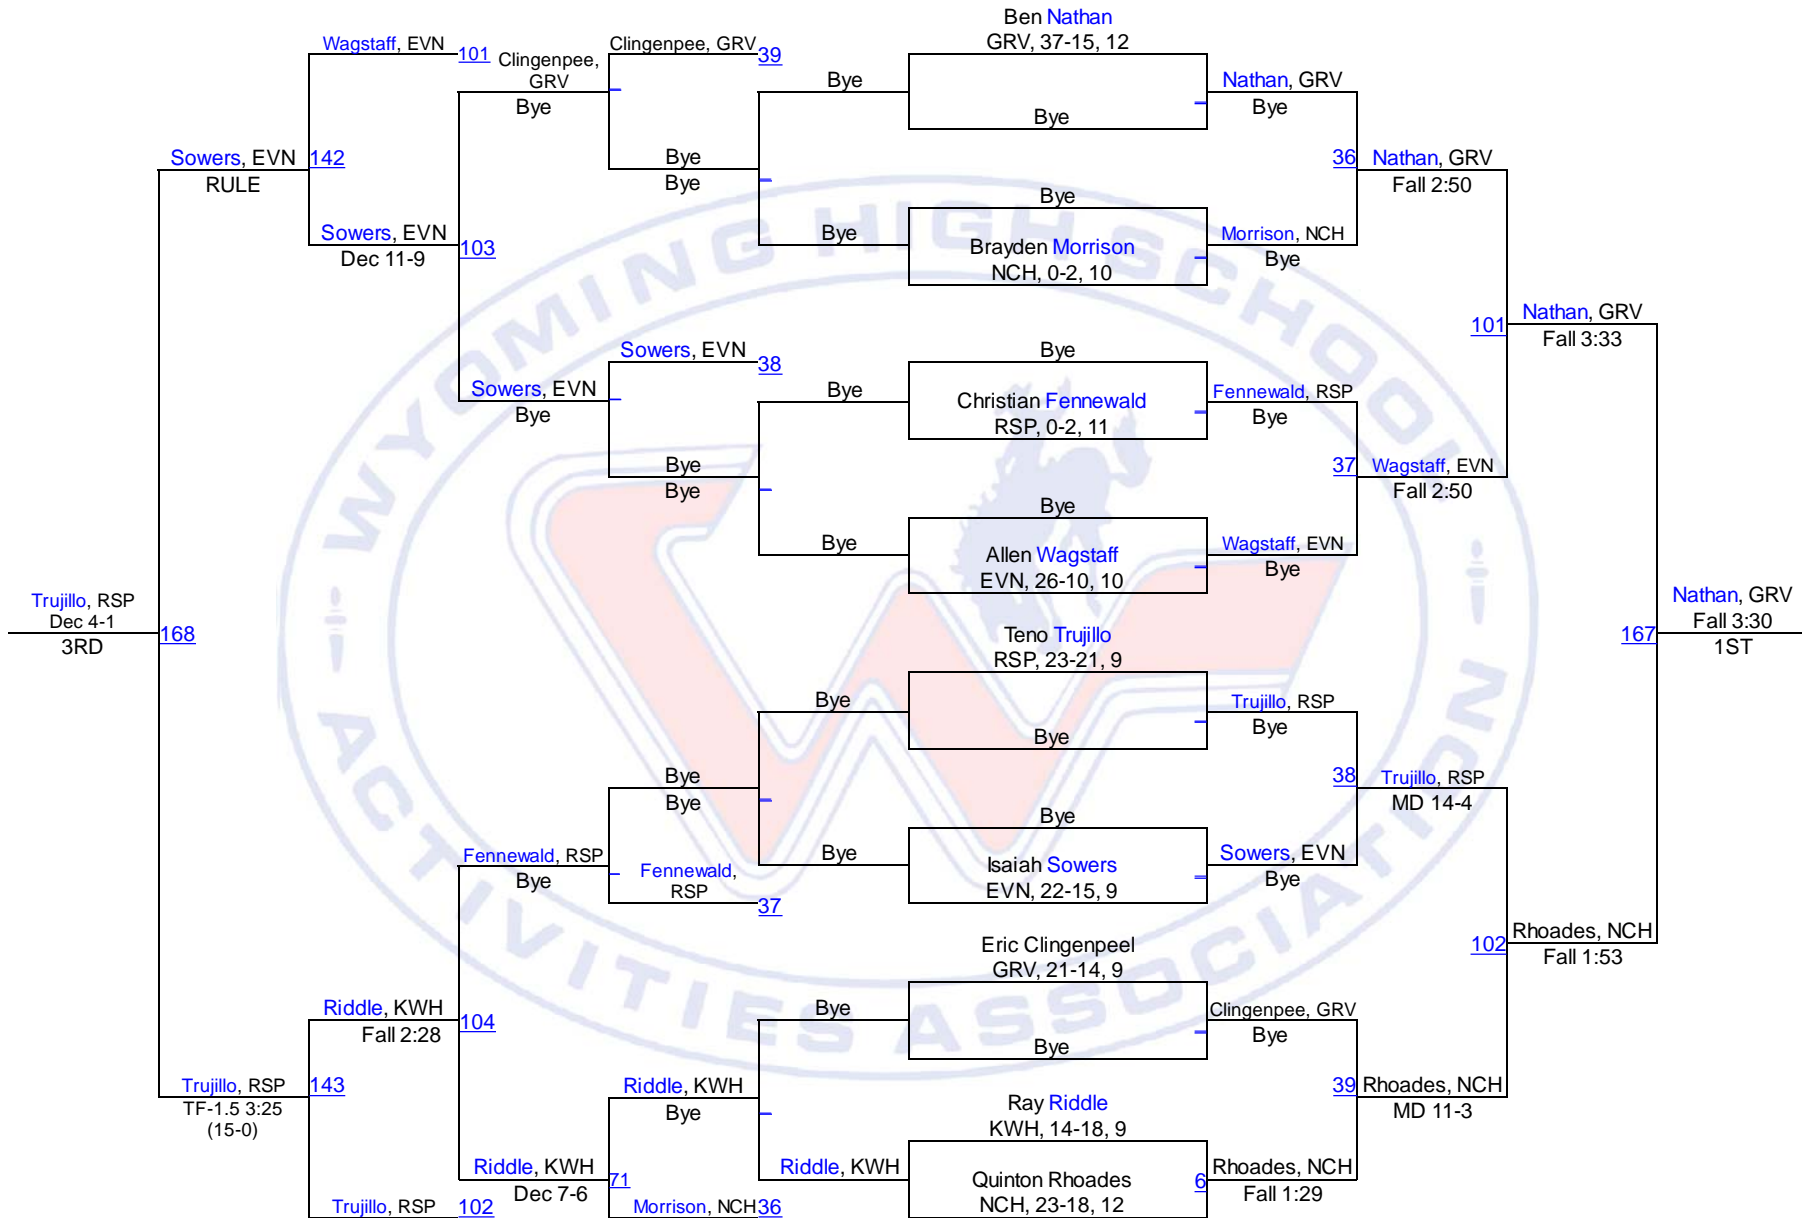 Ben Nathan
GRV, 37-15, 12
Wagstaff, EVN
101
Clingenpee,
GRV
Bye
Clingenpee, GRV
39
Bye
Bye
Nathan, GRV
Bye
Sowers, EVN
142
RULE
Bye
Bye
36
Nathan, GRV
Fall 2:50
Sowers, EVN
103
Dec 11-9
Bye
Bye
Brayden Morrison
NCH, 0-2, 10
Morrison, NCH
Bye
101
Nathan, GRV
Fall 3:33
Sowers, EVN
38
Sowers, EVN
Bye
Bye
Bye
Christian Fennewald
RSP, 0-2, 11
Fennewald, RSP
Bye
Bye
Bye
37
Wagstaff, EVN
Fall 2:50
Bye
Bye
Allen Wagstaff
EVN, 26-10, 10
Wagstaff, EVN
Bye
Trujillo, RSP
Dec 4-1
3RD
168
167
Nathan, GRV
Fall 3:30
1ST
Teno Trujillo
RSP, 23-21, 9
Bye
Bye
Trujillo, RSP
Bye
Bye
Bye
38
Trujillo, RSP
MD 14-4
Fennewald, RSP
Bye
Fennewald,
RSP
37
Bye
Bye
Isaiah Sowers
EVN, 22-15, 9
Sowers, EVN
Bye
102
Rhoades, NCH
Fall 1:53
Eric Clingenpeel
GRV, 21-14, 9
Riddle, KWH
104
Fall 2:28
Bye
Bye
Clingenpee, GRV
Bye
Trujillo, RSP
143
TF-1.5 3:25
(15-0)
Riddle, KWH
Bye
39
Rhoades, NCH
MD 11-3
Ray Riddle
KWH, 14-18, 9
Riddle, KWH
71
Dec 7-6
Riddle, KWH
Quinton Rhoades
NCH, 23-18, 12
6
Rhoades, NCH
Fall 1:29
Trujillo, RSP
102
Morrison, NCH
36
WYOMING HIGH SCHOOL
ACTIVITIES ASSOCIATION